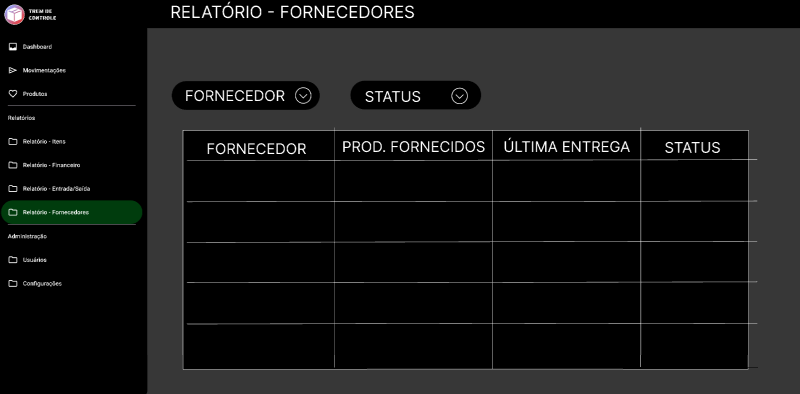 TREM DE
CONTROLE
RELATÓRIO - FORNECEDORES
Dashboard
Movimentações
Produtos
Relatórios
Relatório - Itens
Relatório - Financeiro
Relatório - Entrada/Saída
Relatório - Fornecedores
Administração
Usuários
Configurações
FORNECEDOR
STATUS
FORNECEDOR
PROD. FORNECIDOS
ÚLTIMA ENTREGA
STATUS